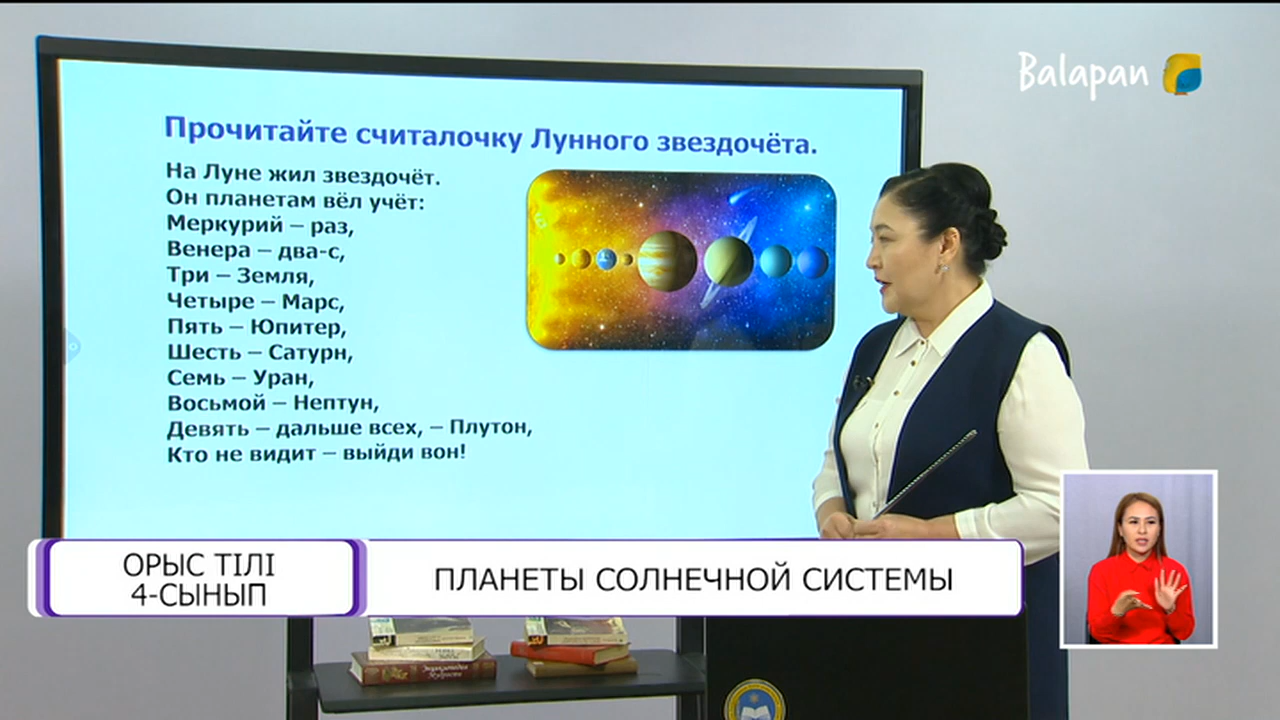 Balapan
Прочитайте считалочку Лунного звездочёта.
На Луне жил звездочёт.
Он планетам вёл учёт:
Меркурий – раз,
Венера – два-с,
Три – Земля,
Четыре – Марс,
Пять – Юпитер,
Шесть – Сатурн,
Семь – Уран,
Восьмой – Нептун,
Девять – дальше всех, – Плутон,
Кто не видит – выйди вон!
ОРЫС ТІЛІ
4-СЫНЫП
ПЛАНЕТЫ СОЛНЕЧНОЙ СИСТЕМЫ
Энциклопедия